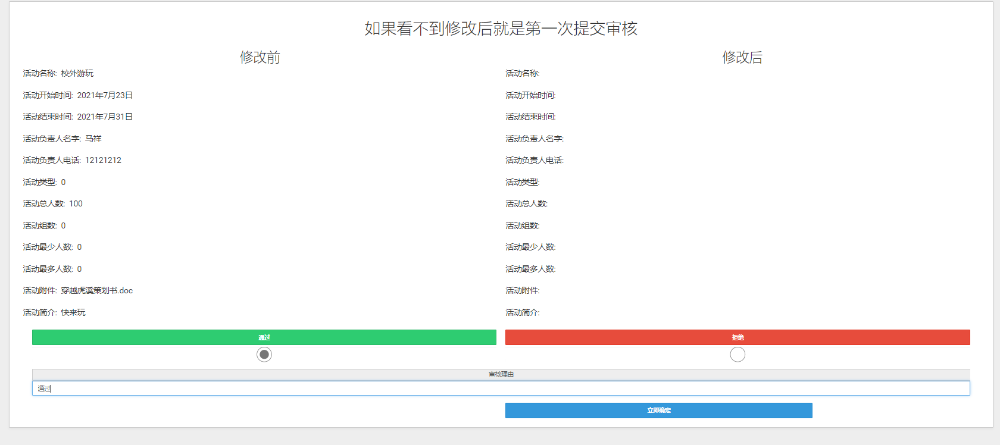 如果看不到修改后就是第一次提交审核
修改前
活动名称: 校外游玩
活动开始时间: 2021年7月23日
活动结束时间: 2021年7月31日
活动负责人名字: 马祥
活动负责人电话: 12121212
活动类型: 0
活动总人数: 100
活动组数: 0
活动最少人数: 0
活动最多人数: 0
活动附件: 穿越虎溪策划书.doc
活动简介: 快来玩
修改后
活动名称:
活动开始时间:
活动结束时间:
活动负责人名字:
活动负责人电话:
活动类型:
活动总人数:
活动组数:
活动最少人数:
活动最多人数:
活动附件:
活动简介:
通过
拒绝
审核理由
通过
立即确定